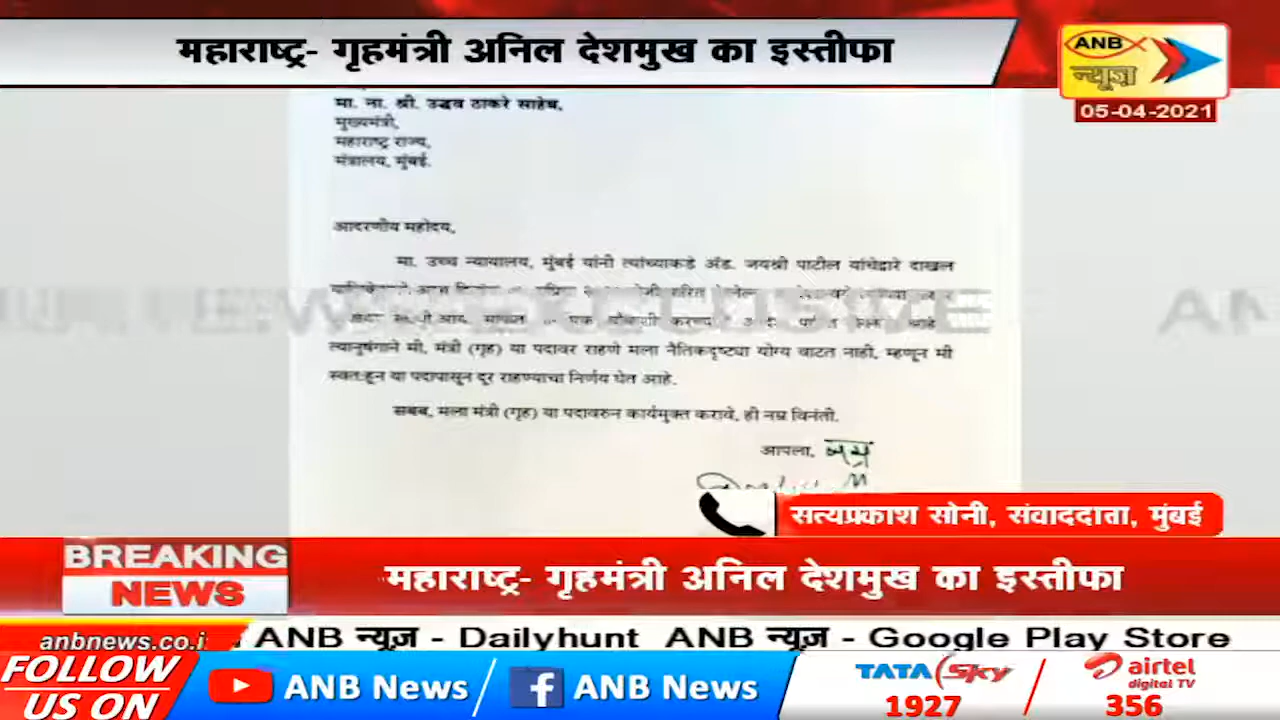 महाराष्ट्र- गृहमंत्री अनिल देशमुख का इस्तीफा
ANB
न्यूज़
05-04-2021
मा. ना. श्री. उद्धव ठाकरे साहेब,
मुख्यमंत्री,
महाराष्ट्र राज्य,
मंत्रालय, मुंबई.
आदरणीय महोदय,
मा. उच्च न्यायालय, मुंबई यांनी त्यांच्याकडे ॲड. जयश्री पाटील यांचेद्वारे दाखल
त्यानुषंगाने मी, मंत्री (गृह) या पदावर राहणे मला नैतिकदृष्ट्या योग्य वाटत नाही, म्हणून मी
स्वतःहून या पदापासून दूर राहण्याचा निर्णय घेत आहे.
सबब, मला मंत्री (गृह) या पदावरुन कार्यमुक्त करावे, ही नम्र विनंती.
आपला, नम्र
सत्यप्रकाश सोनी, संवाददाता, मुंबई
BREAKING
NEWS
महाराष्ट्र- गृहमंत्री अनिल देशमुख का इस्तीफा
anbnews.co.i ANB न्यूज़ - Dailyhunt ANB न्यूज़ - Google Play Store
FOLLOW
US ON
ANB News
ANB News
TATA Sky
1927
airtel
digital TV
356